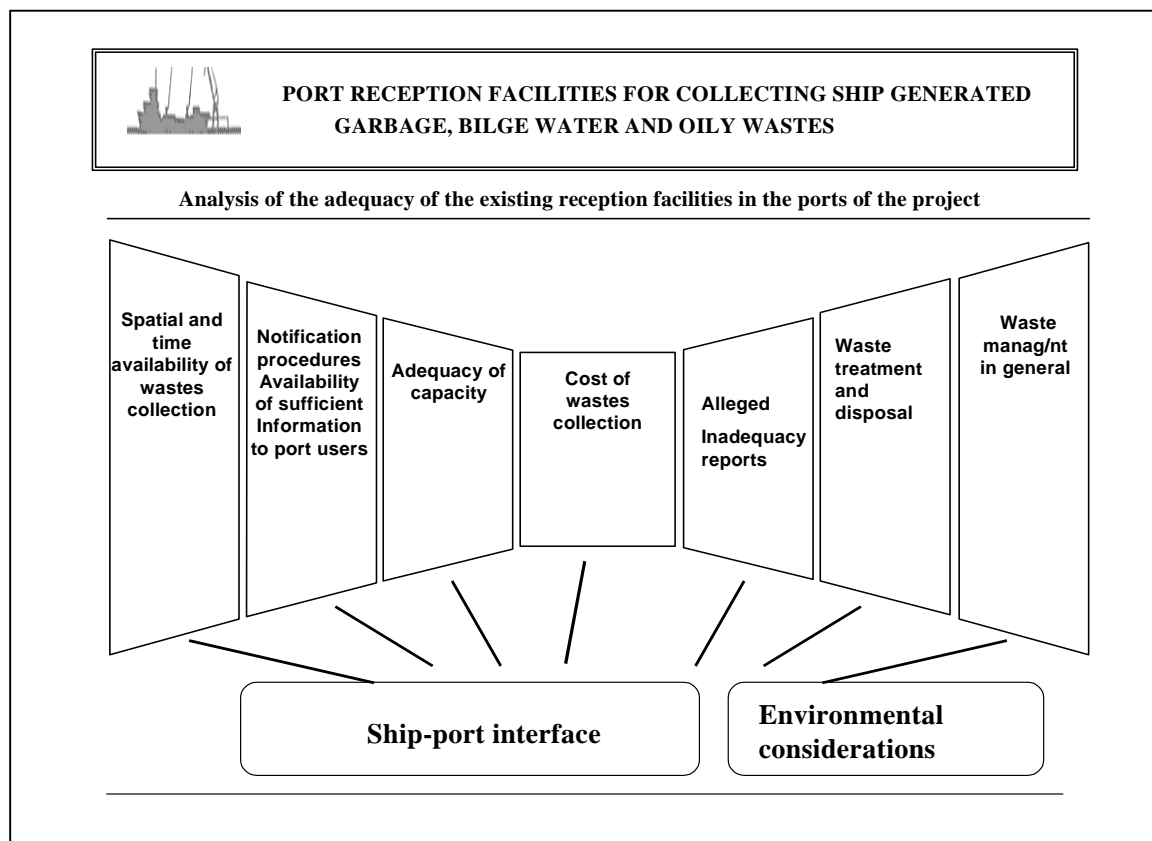 PORT RECEPTION FACILITIES FOR COLLECTING SHIP GENERATED
GARBAGE, BILGE WATER AND OILY WASTES
Analysis of the adequacy of the existing reception facilities in the ports of the project
Spatial and
time
availability of
wastes
collection
Notification
procedures
Availability
of sufficient
Information
to port users
Adequacy of
capacity
Cost of
wastes
collection
Alleged
Inadequacy
reports
Waste
treatment
and
disposal
Waste
manag/nt
in general
Ship-port interface
Environmental
considerations